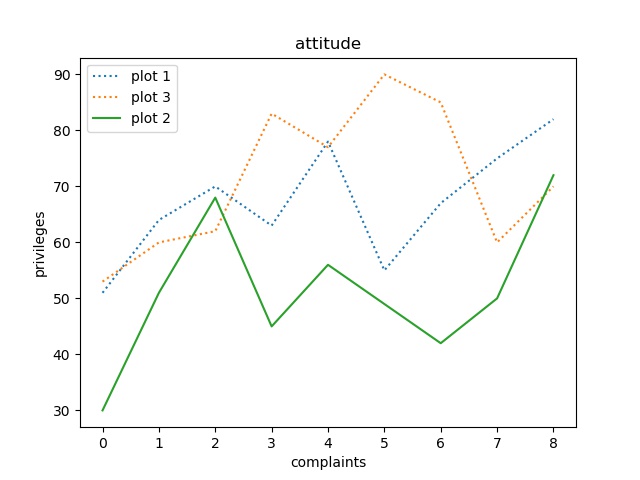 attitude
plot 1
plot 3
plot 2
privileges
90
80
70
60
50
40
30
0 1 2 3 4 5 6 7 8
complaints